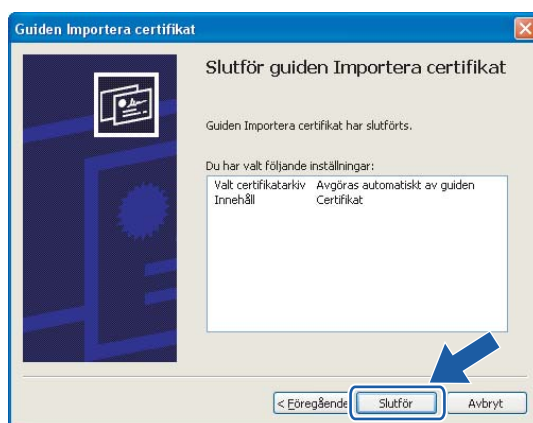 Guiden Importera certifikat
Slutför guiden Importera certifikat
Guiden Importera certifikat har slutförts.
Du har valt följande inställningar:
Valt certifikatarkiv Avgöras automatiskt av guiden
Innehåll Certifikat
< Föregående Slutför Avbryt